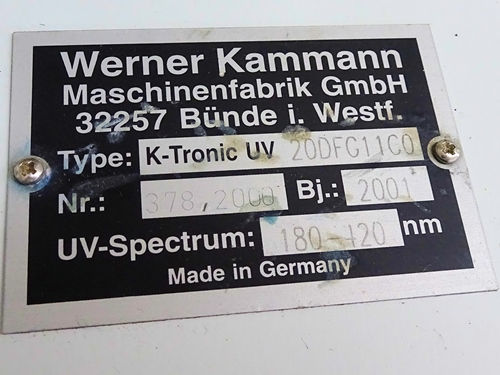 Werner Kammann
Maschinenfabrik GmbH
32257 Bünde i. Westf.
Type: K-Tronic UV 20DFG11C0
Nr.: 378,2000 Bj.: 2001
UV-Spectrum: 180-420 nm
Made in Germany